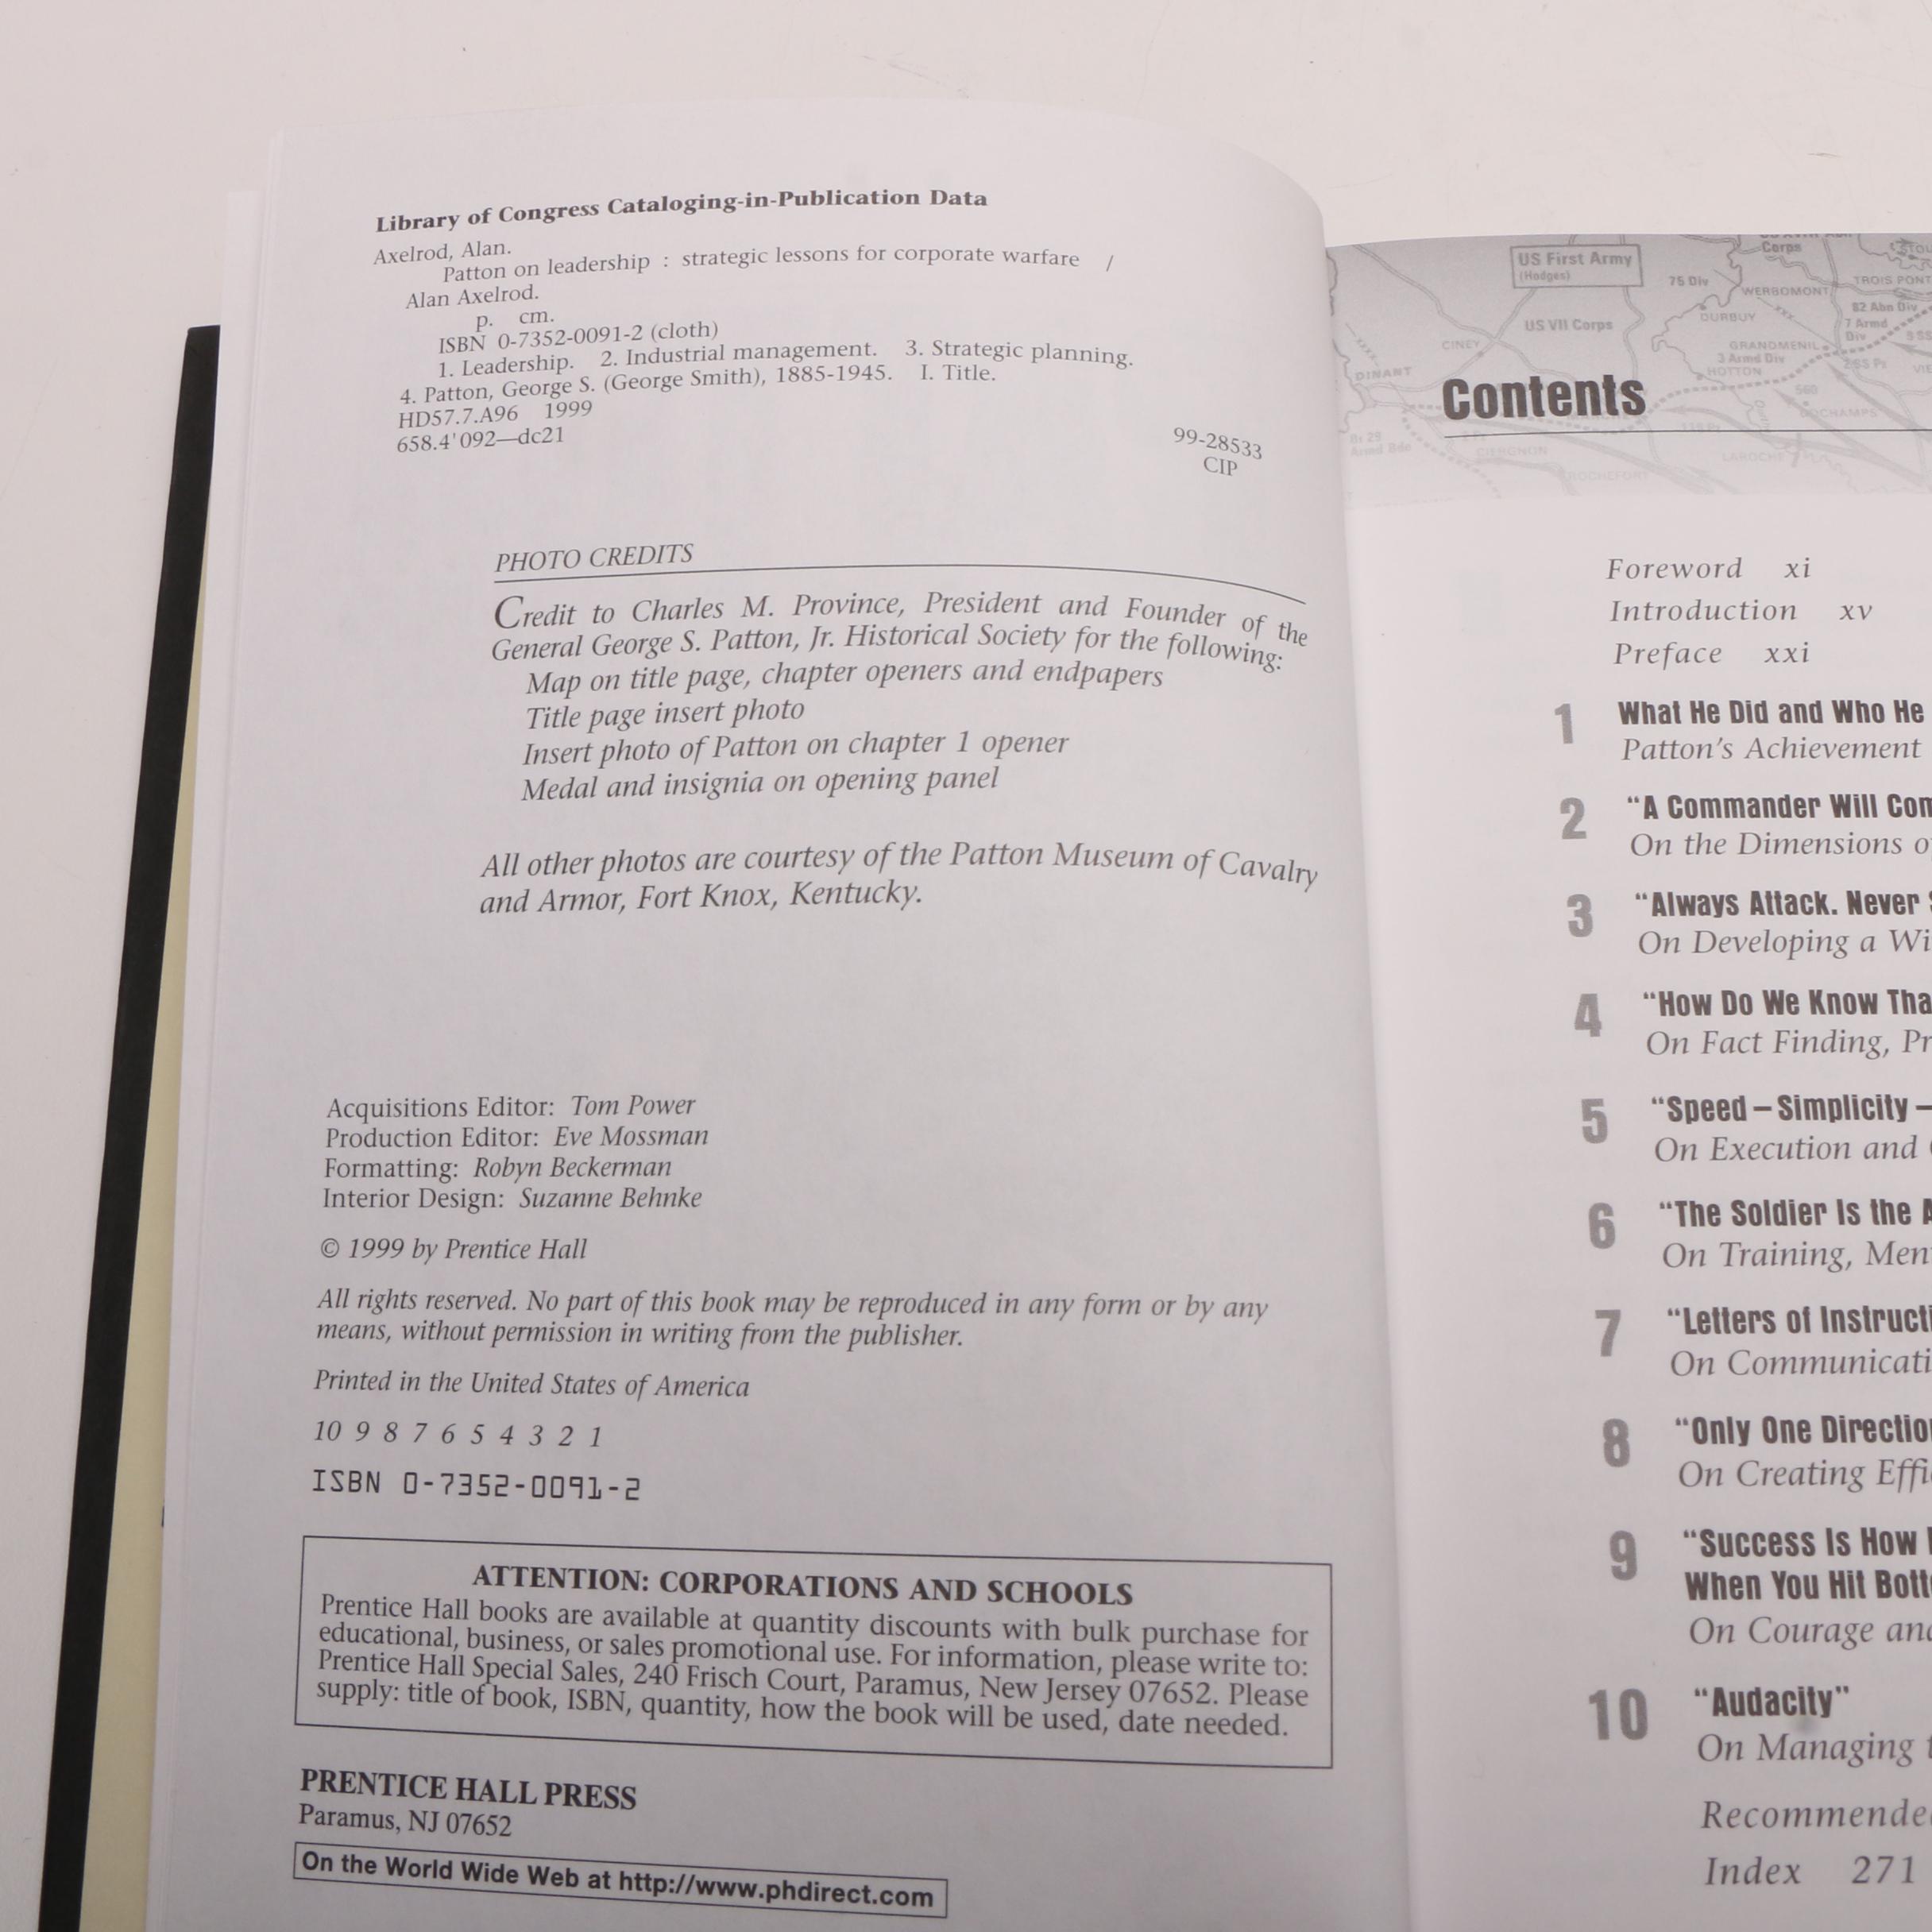 Library of Congress Cataloging-in-Publication Data
Axelrod, Alan.
Patton on leadership : strategic lessons for corporate warfare /
Alan Axelrod.
p. cm.
ISBN 0-7352-0091-2 (cloth)
1. Leadership. 2. Industrial management. 3. Strategic planning.
4. Patton, George S. (George Smith), 1885-1945. I. Title.
HD57.7.A96 1999
658.4'092—dc21
99-28533
CIP
PHOTO CREDITS
Credit to Charles M. Province, President and Founder of the
General George S. Patton, Jr. Historical Society for the following:
Map on title page, chapter openers and endpapers
Title page insert photo
Insert photo of Patton on chapter 1 opener
Medal and insignia on opening panel
All other photos are courtesy of the Patton Museum of Cavalry
and Armor, Fort Knox, Kentucky.
Acquisitions Editor: Tom Power
Production Editor: Eve Mossman
Formatting: Robyn Beckerman
Interior Design: Suzanne Behnke
© 1999 by Prentice Hall
All rights reserved. No part of this book may be reproduced in any form or by any
means, without permission in writing from the publisher.
Printed in the United States of America
10 9 8 7 6 5 4 3 2 1
ISBN 0-7352-0091-2
ATTENTION: CORPORATIONS AND SCHOOLS
Prentice Hall books are available at quantity discounts with bulk purchase for
educational, business, or sales promotional use. For information, please write to:
Prentice Hall Special Sales, 240 Frisch Court, Paramus, New Jersey 07652. Please
supply: title of book, ISBN, quantity, how the book will be used, date needed.
PRENTICE HALL PRESS
Paramus, NJ 07652
On the World Wide Web at http://www.phdirect.com
US First Army
(Hodges)
Corps
75 Div
WERBOMONT
TROIS PONT
82 Abn Div
7 Armd
Div
DURBUY
US VII Corps
CINEY
GRANDMENIL
3 Armd Div
HOTTON
DINANT
Contents
CIERGNON
ROCHEFORT
LAROCHE
Foreword xi
Introduction xv
Preface xxi
1 What He Did and Who He
Patton's Achievement
2 "A Commander Will Com
On the Dimensions o
3 "Always Attack. Never S
On Developing a Wi
4 "How Do We Know Tha
On Fact Finding, Pr
5 "Speed – Simplicity –
On Execution and
6 "The Soldier Is the A
On Training, Men
7 "Letters of Instructi
On Communicati
8 "Only One Directio
On Creating Effi
9 "Success Is How
When You Hit Bott
On Courage and
10 "Audacity"
On Managing t
Recommende
Index 271